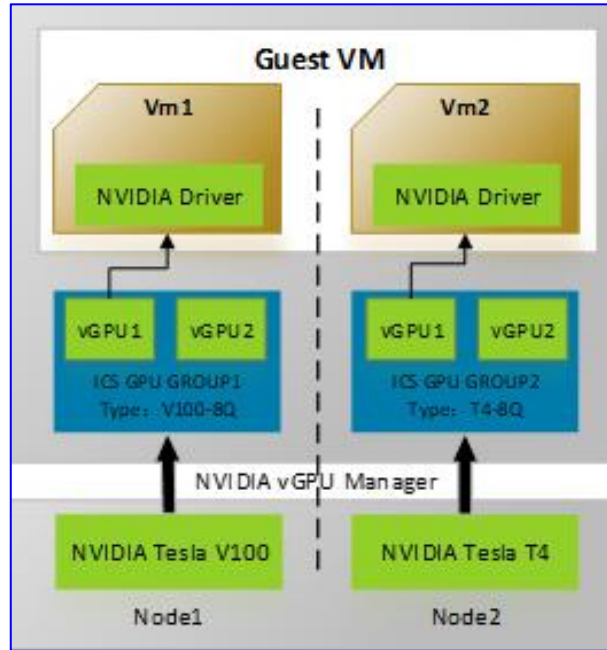 Guest VM
Vm1
Vm2
NVIDIA Driver
NVIDIA Driver
vGPU1
vGPU2
vGPU1
vGPU2
ICS GPU GROUP1
Type：V100-8Q
ICS GPU GROUP2
Type：T4-8Q
NVIDIA vGPU Manager
NVIDIA Tesla V100
NVIDIA Tesla T4
Node1
Node2